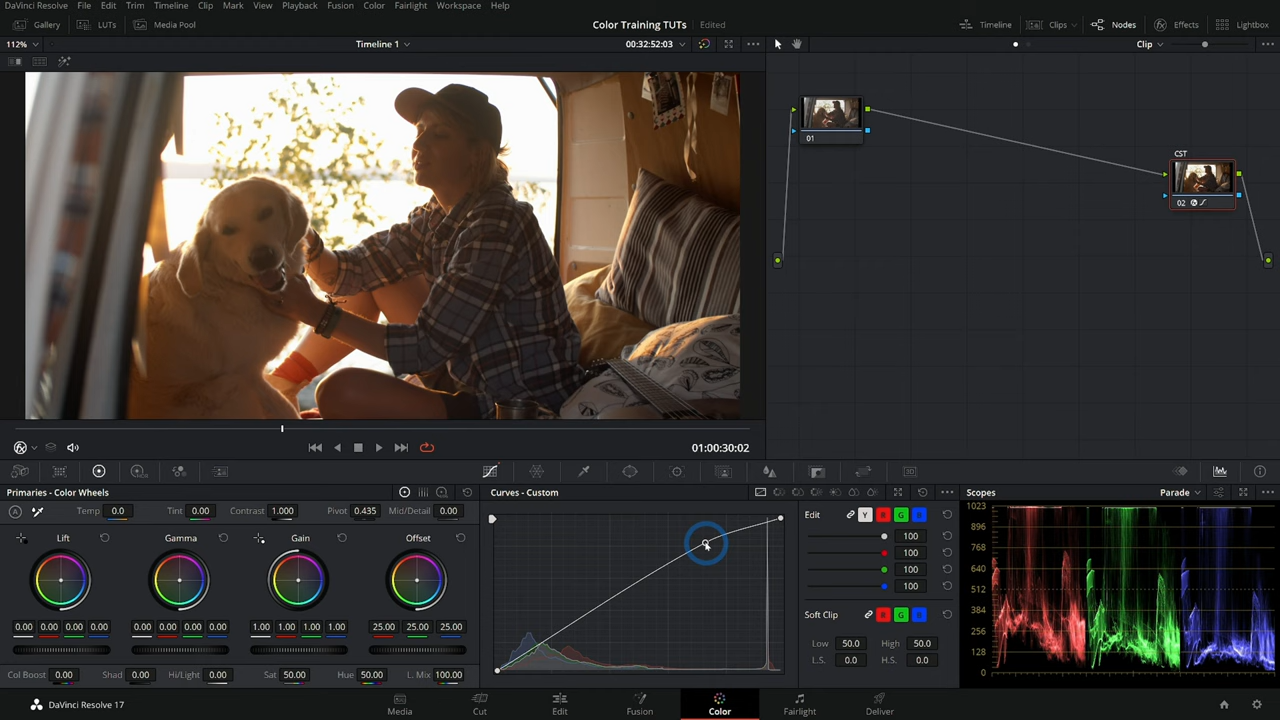 DaVinci Resolve File Edit Trim Timeline Clip Mark View Playback Fusion Color Fairlight Workspace Help
Gallery LUTs Media Pool Color Training TUTs Edited Timeline Clips Nodes Effects Lightbox
112% Timeline 1 00:32:52:03 Clip
01
CST
02
01:00:30:02
Primaries - Color Wheels Curves - Custom Scopes Parade
Temp 0.0 Tint 0.00 Contrast 1.000 Pivot 0.435 Mid/Detail 0.00
Lift Gamma Gain Offset
0.00 0.00 0.00 0.00 0.00 0.00 0.00 0.00 1.00 1.00 1.00 1.00 25.00 25.00 25.00
Col Boost 0.00 Shad 0.00 Hi/Light 0.00 Sat 50.00 Hue 50.00 L. Mix 100.00
Edit Y R G B
100
100
100
100
Soft Clip R G B
Low 50.0 High 50.0
L.S. 0.0 H.S. 0.0
1023
896
768
640
512
384
256
128
0
DaVinci Resolve 17 Media Cut Edit Fusion Color Fairlight Deliver